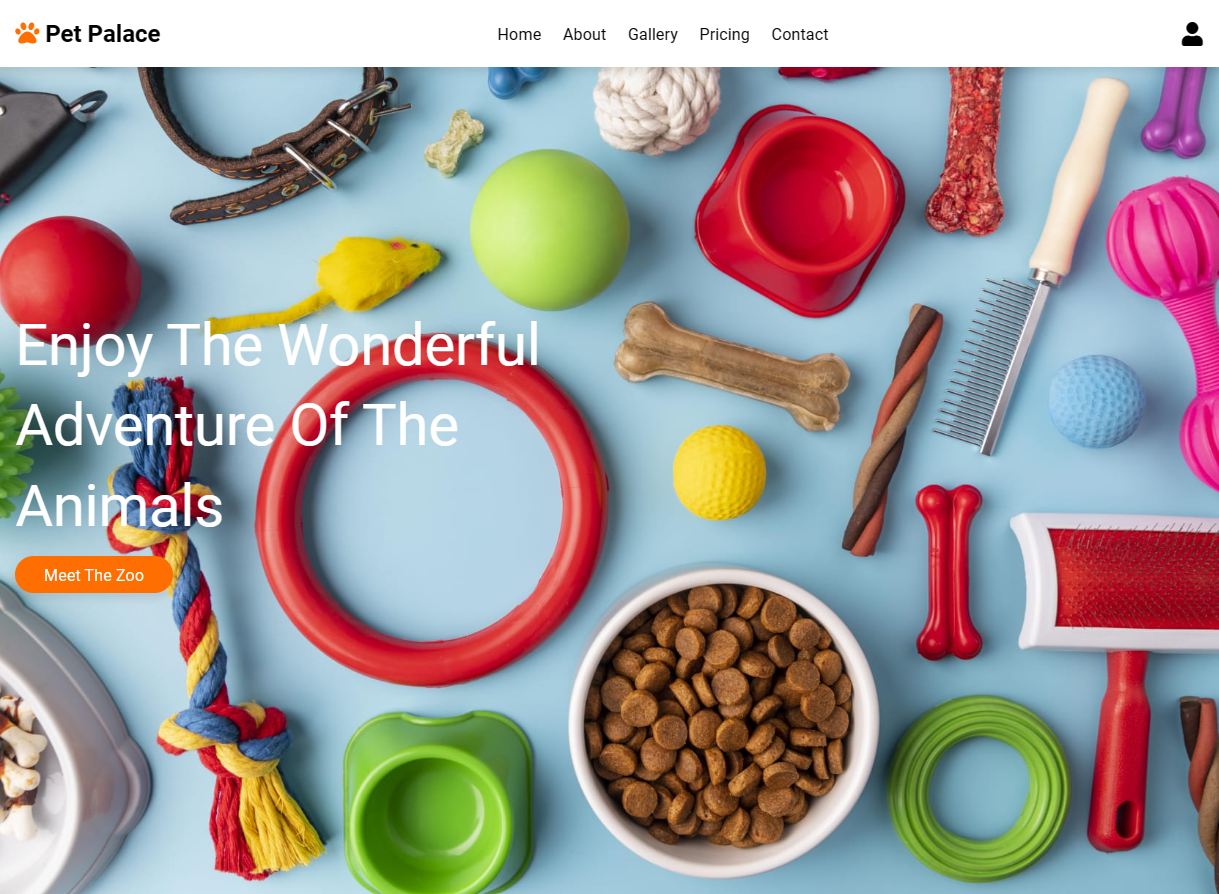 Pet Palace
Home About Gallery Pricing Contact
Enjoy The Wonderful
Adventure Of The
Animals
Meet The Zoo